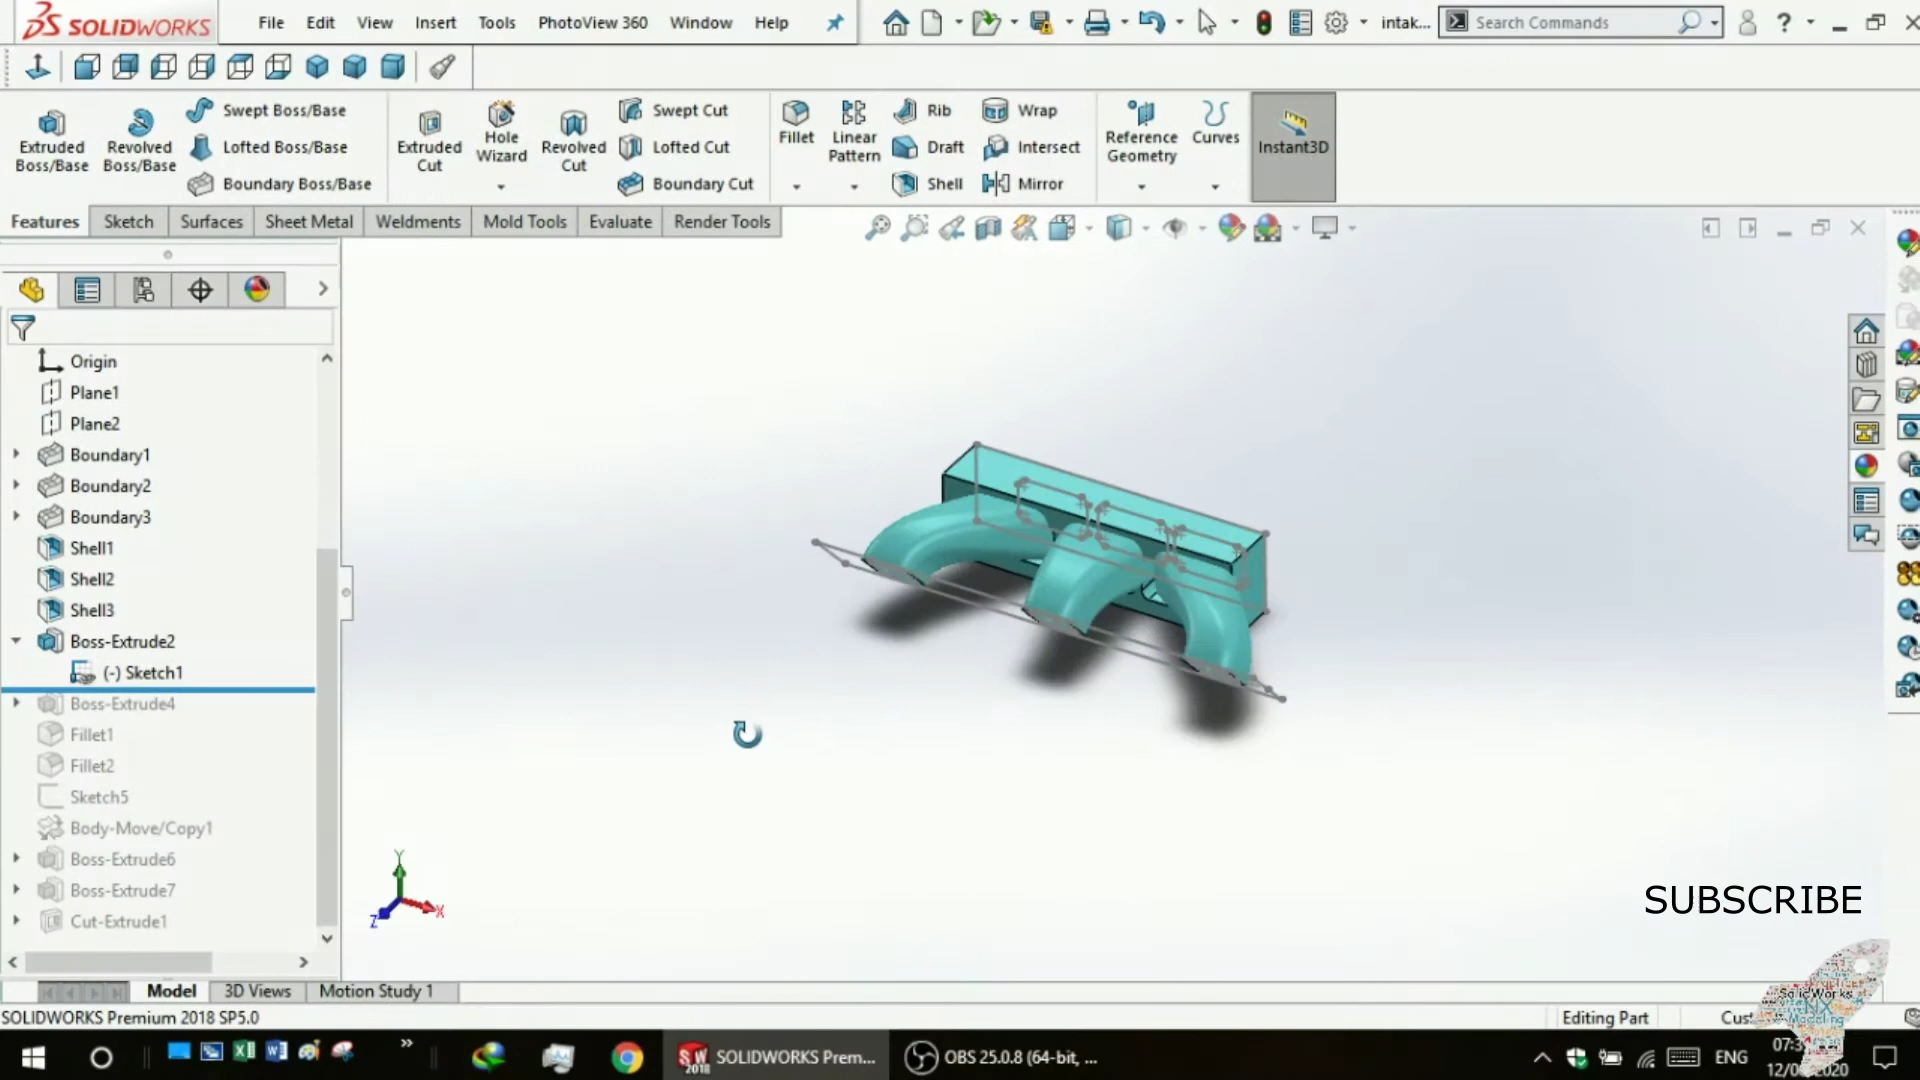 SOLIDWORKS
File Edit View Insert Tools PhotoView 360 Window Help
intak...
Search Commands
Extruded Boss/Base
Revolved Boss/Base
Swept Boss/Base
Lofted Boss/Base
Boundary Boss/Base
Extruded Cut
Hole Wizard
Revolved Cut
Swept Cut
Lofted Cut
Boundary Cut
Fillet
Linear Pattern
Rib
Draft
Shell
Wrap
Intersect
Mirror
Reference Geometry
Curves
Instant3D
Features Sketch Surfaces Sheet Metal Weldments Mold Tools Evaluate Render Tools
Origin
Plane1
Plane2
Boundary1
Boundary2
Boundary3
Shell1
Shell2
Shell3
Boss-Extrude2
(-) Sketch1
Boss-Extrude4
Fillet1
Fillet2
Sketch5
Body-Move/Copy1
Boss-Extrude6
Boss-Extrude7
Cut-Extrude1
Y
X
Z
SUBSCRIBE
SolidWorks
NX
Modeling
Model 3D Views Motion Study 1
SOLIDWORKS Premium 2018 SP5.0
Editing Part
SW 2018
SOLIDWORKS Prem...
OBS 25.0.8 (64-bit, ...
ENG